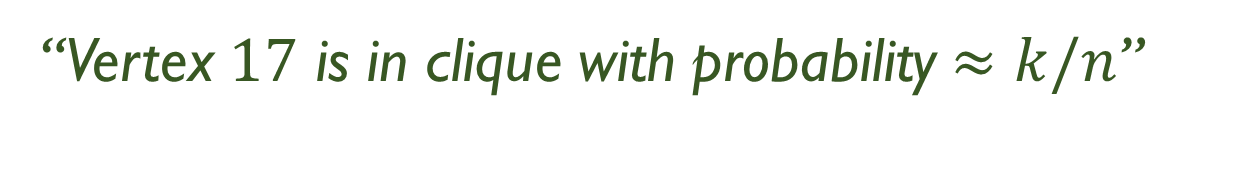 “Vertex 17 is in clique with probability ≈ k/n”